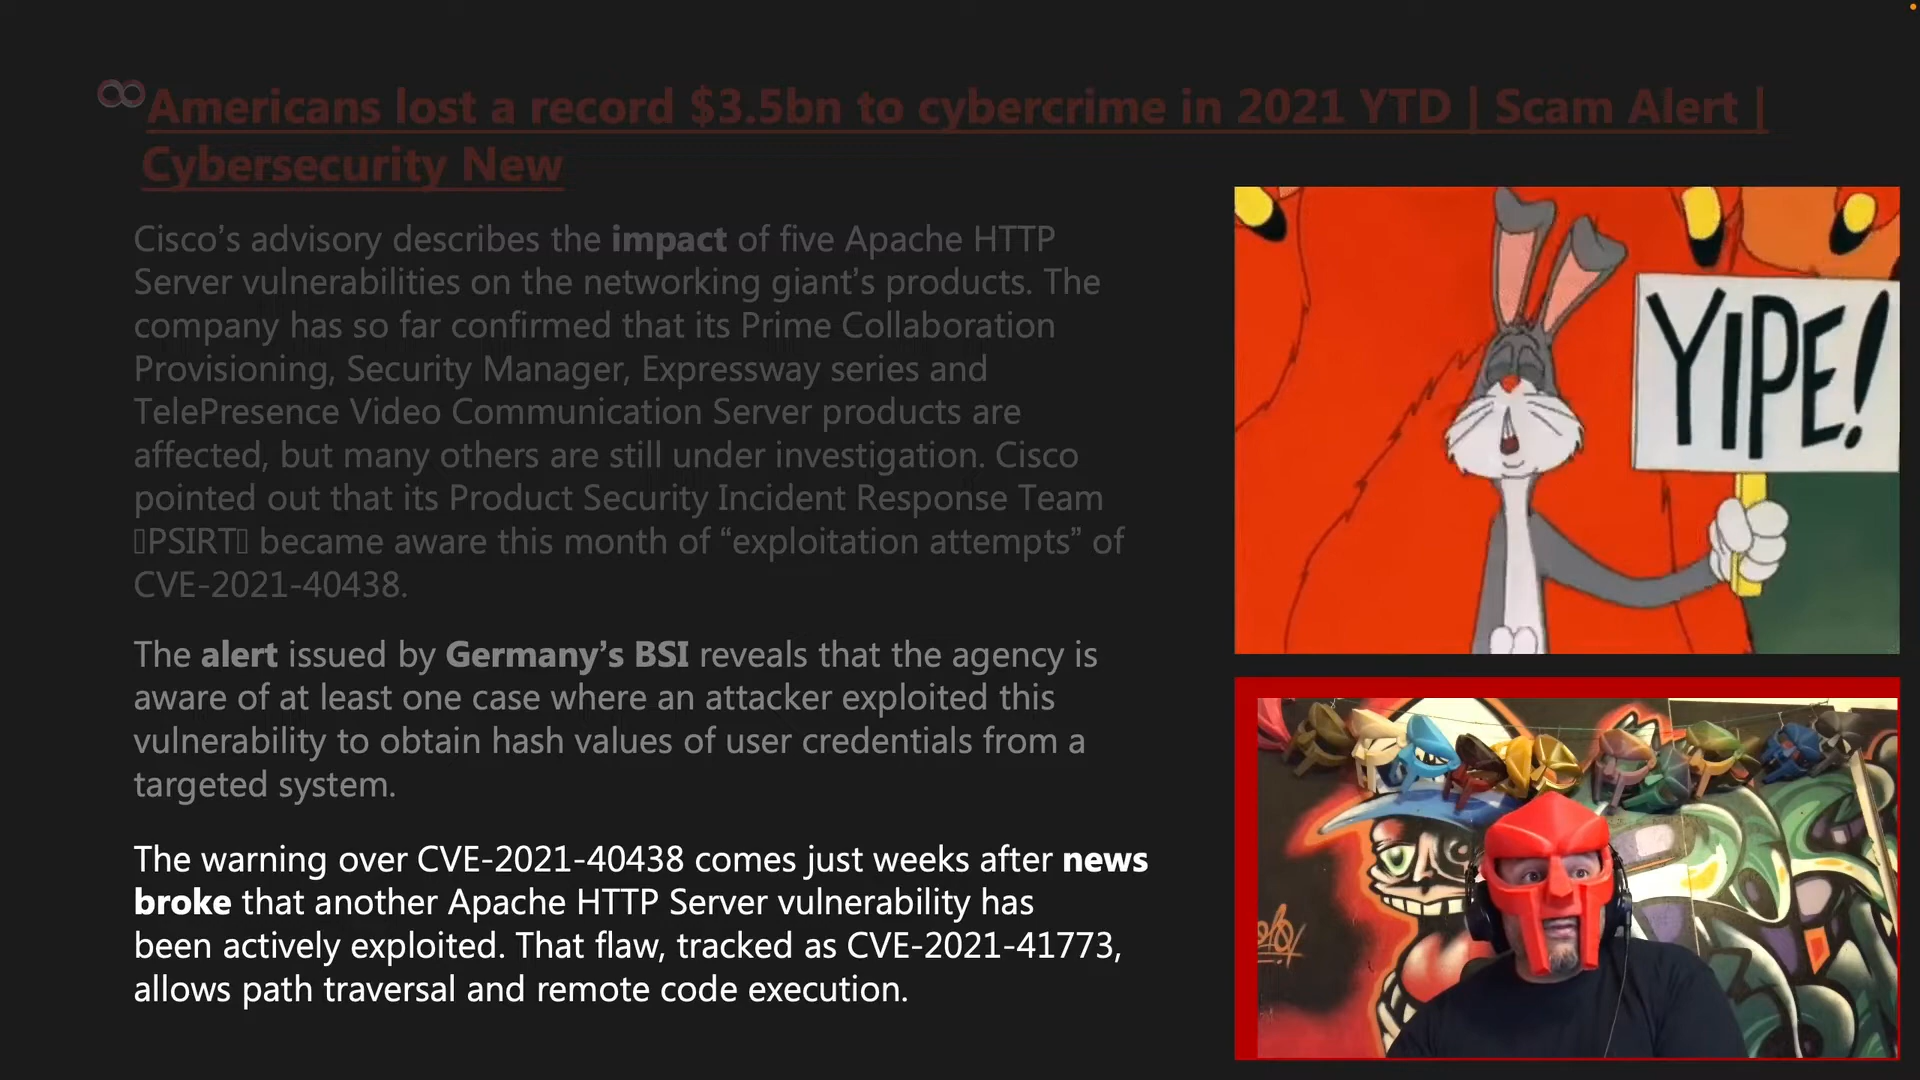 Americans lost a record $3.5bn to cybercrime in 2021 YTD | Scam Alert |
Cybersecurity New
Cisco’s advisory describes the impact of five Apache HTTP
Server vulnerabilities on the networking giant’s products. The
company has so far confirmed that its Prime Collaboration
Provisioning, Security Manager, Expressway series and
TelePresence Video Communication Server products are
affected, but many others are still under investigation. Cisco
pointed out that its Product Security Incident Response Team
▯PSIRT▯ became aware this month of “exploitation attempts” of
CVE-2021-40438.
The alert issued by Germany’s BSI reveals that the agency is
aware of at least one case where an attacker exploited this
vulnerability to obtain hash values of user credentials from a
targeted system.
The warning over CVE-2021-40438 comes just weeks after news
broke that another Apache HTTP Server vulnerability has
been actively exploited. That flaw, tracked as CVE-2021-41773,
allows path traversal and remote code execution.
YIPE!